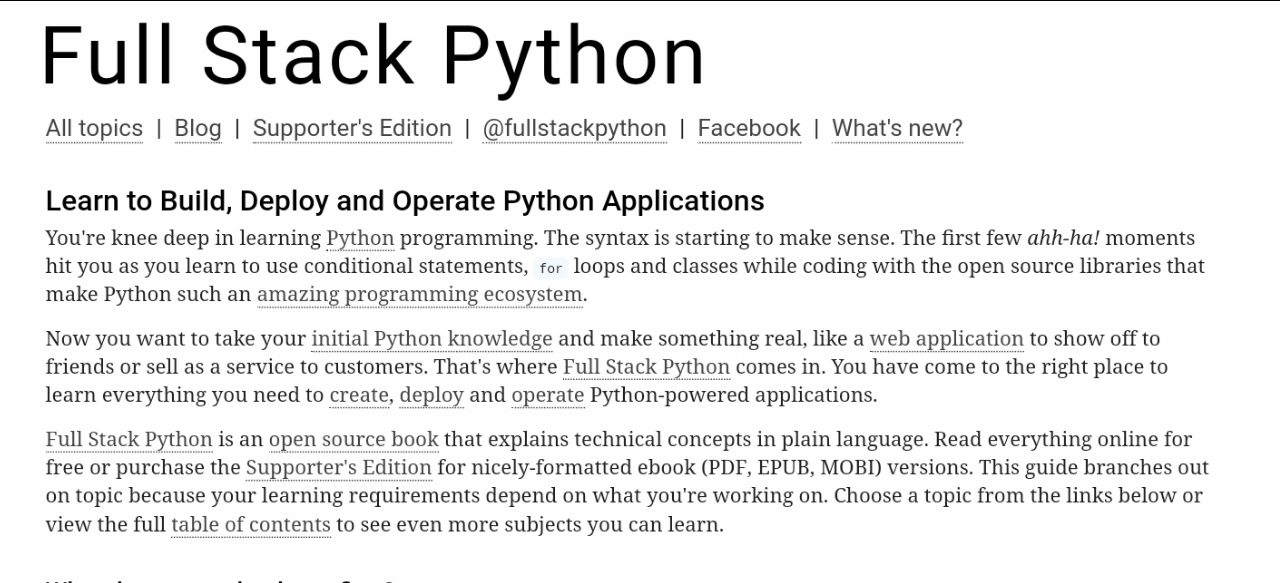 Full Stack Python
All topics | Blog | Supporter's Edition | @fullstackpython | Facebook | What's new?
Learn to Build, Deploy and Operate Python Applications
You're knee deep in learning Python programming. The syntax is starting to make sense. The first few ahh-ha! moments
hit you as you learn to use conditional statements, for loops and classes while coding with the open source libraries that
make Python such an amazing programming ecosystem.
Now you want to take your initial Python knowledge and make something real, like a web application to show off to
friends or sell as a service to customers. That's where Full Stack Python comes in. You have come to the right place to
learn everything you need to create, deploy and operate Python-powered applications.
Full Stack Python is an open source book that explains technical concepts in plain language. Read everything online for
free or purchase the Supporter's Edition for nicely-formatted ebook (PDF, EPUB, MOBI) versions. This guide branches out
on topic because your learning requirements depend on what you're working on. Choose a topic from the links below or
view the full table of contents to see even more subjects you can learn.